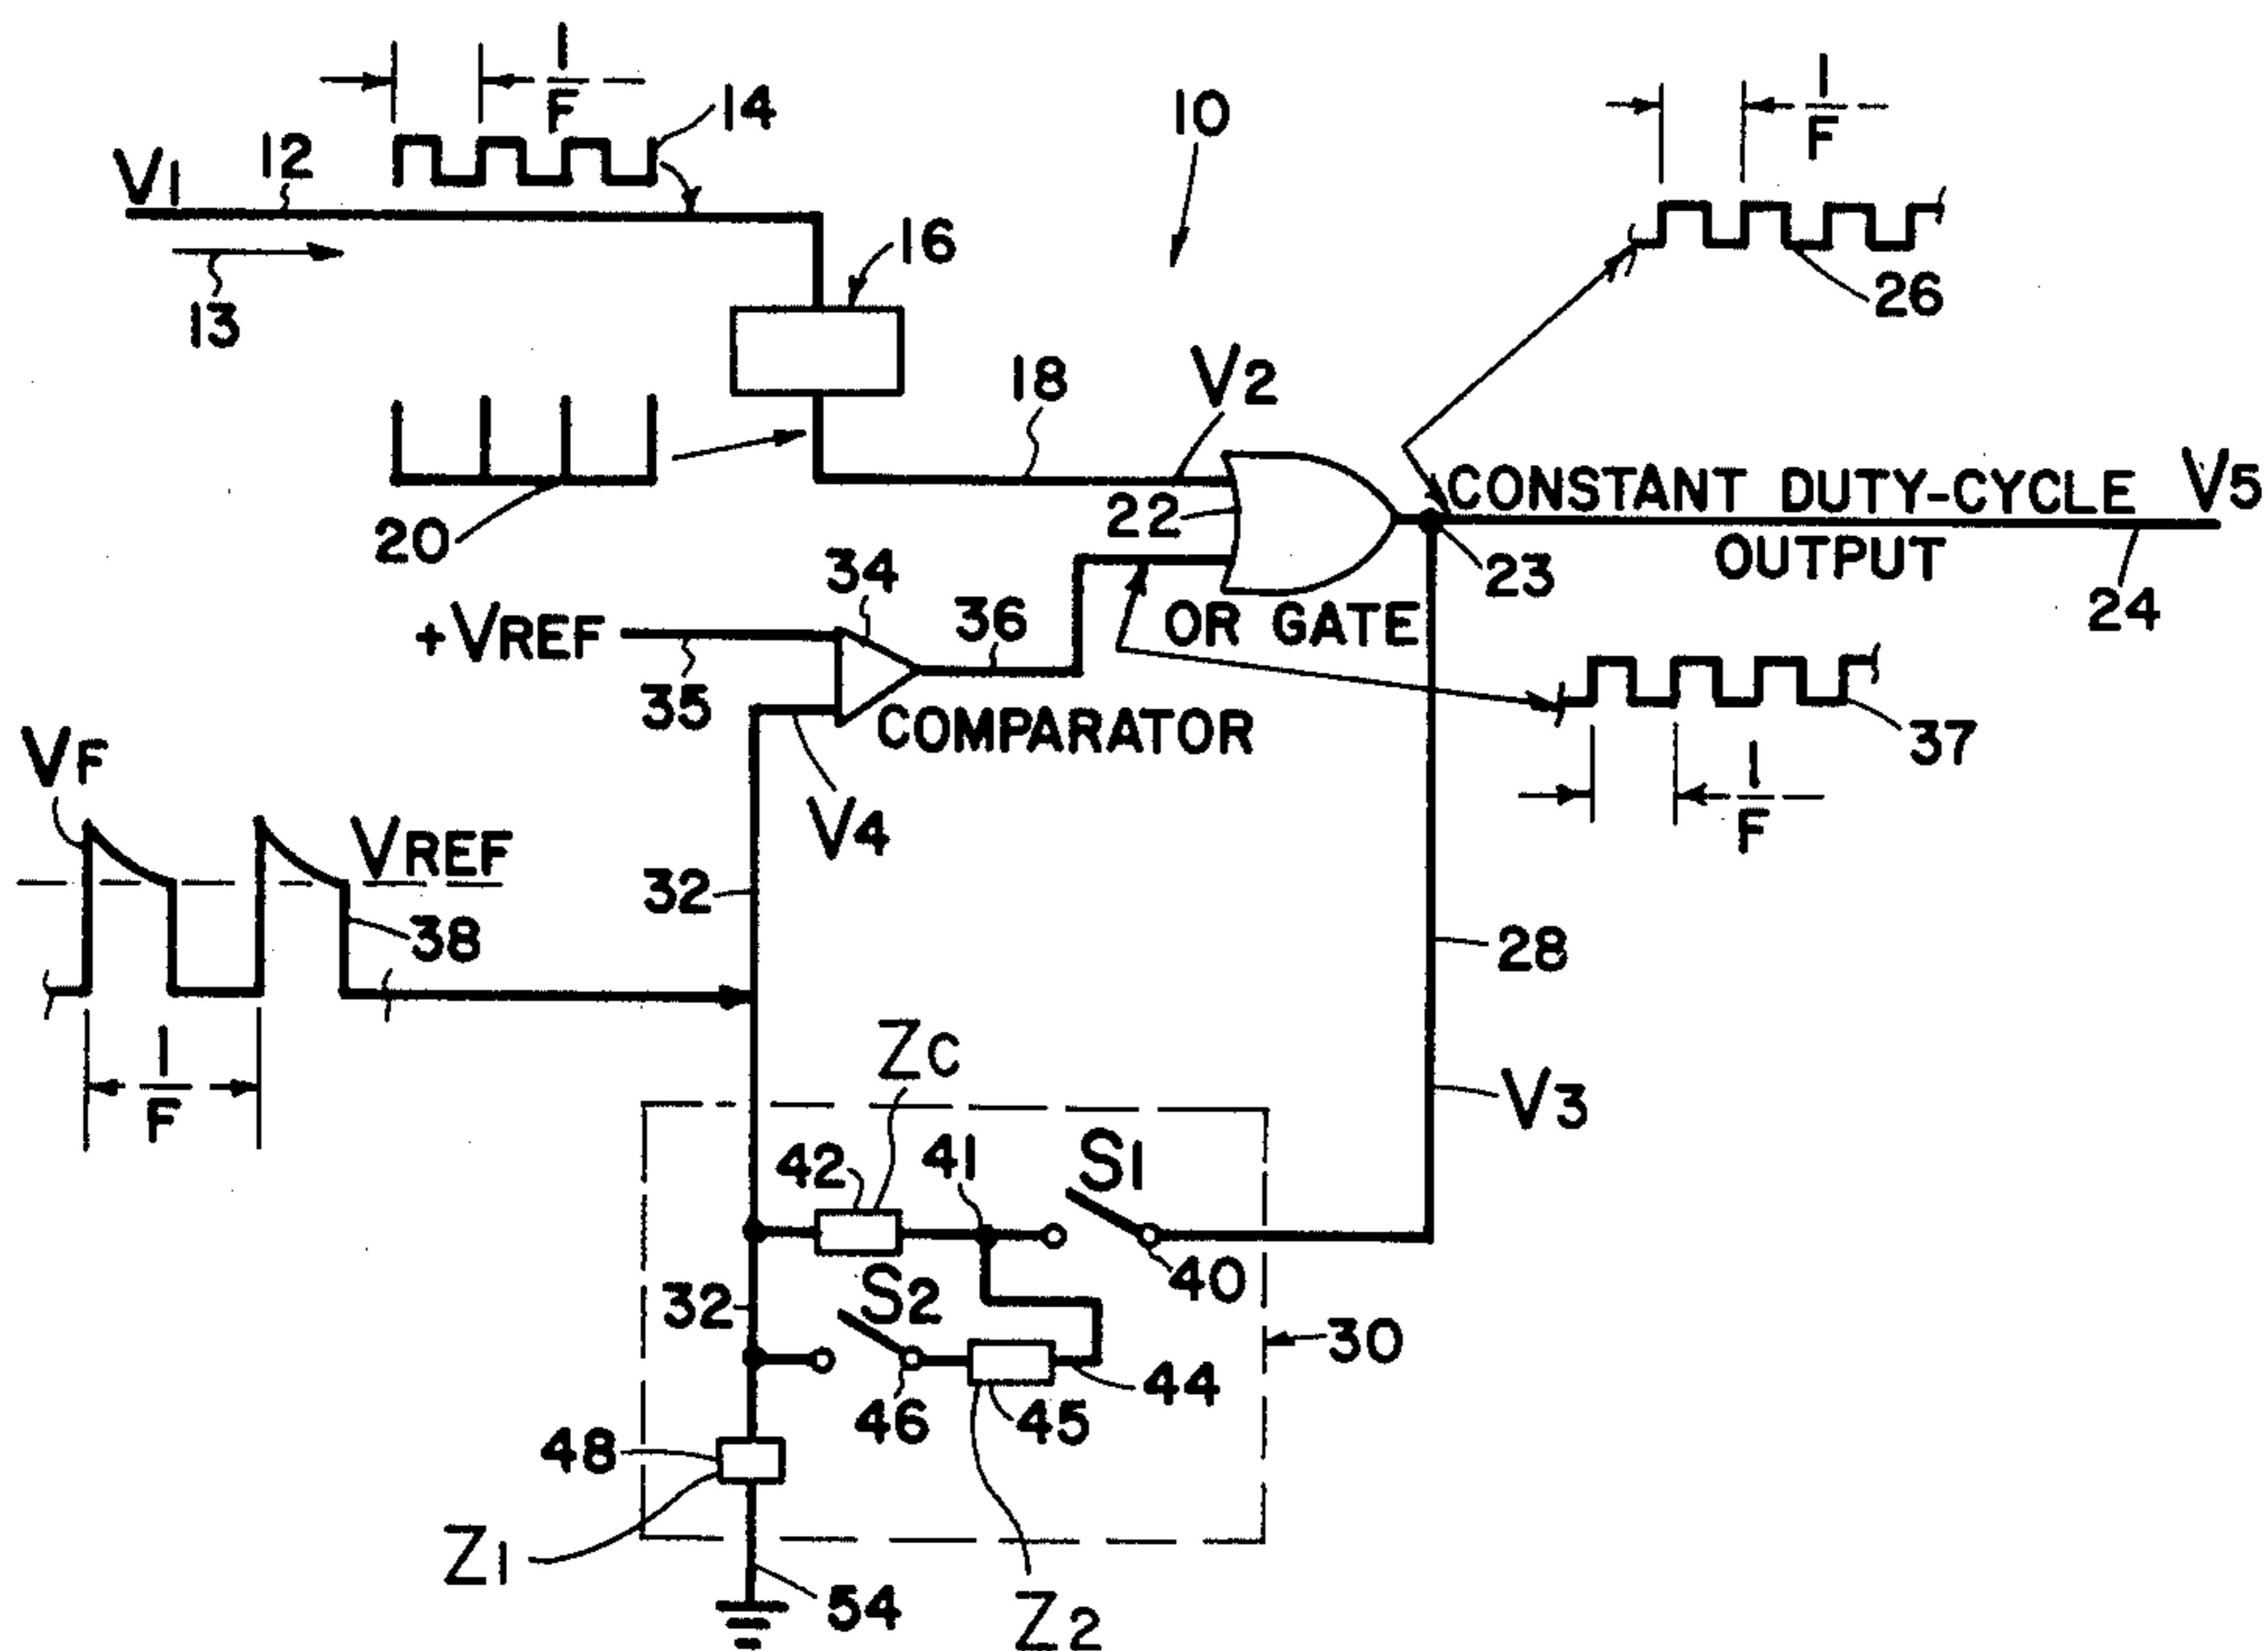 1/F
14
12
V1
13
10
1/F
16
26
20
18
V2
22
CONSTANT DUTY-CYCLE V5
OUTPUT
23
24
34
+VREF
35
36
OR GATE
COMPARATOR
37
1/F
V4
VF
VREF
38
32
28
1/F
V3
ZC
42
41
S1
40
32
S2
30
46
45
44
48
Z1
54
Z2